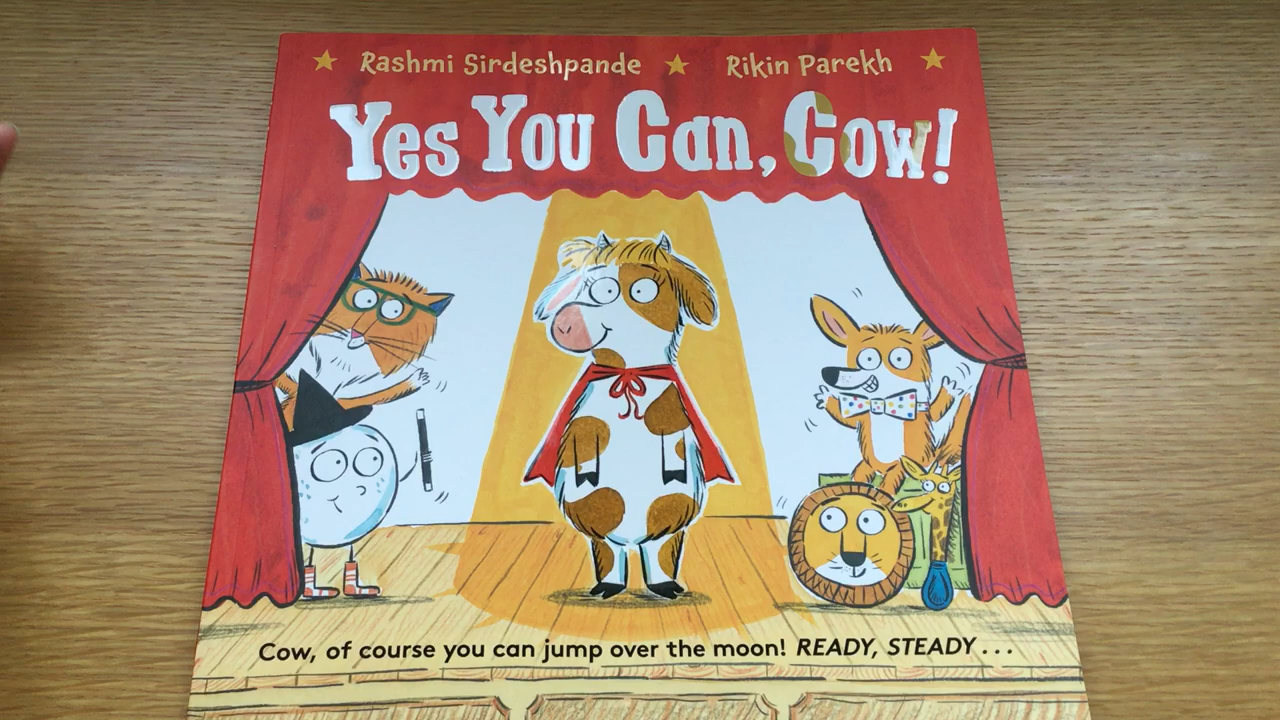 Rashmi Sirdeshpande Rikin Parekh
Yes You Can, Cow!
Cow, of course you can jump over the moon! READY, STEADY . . .